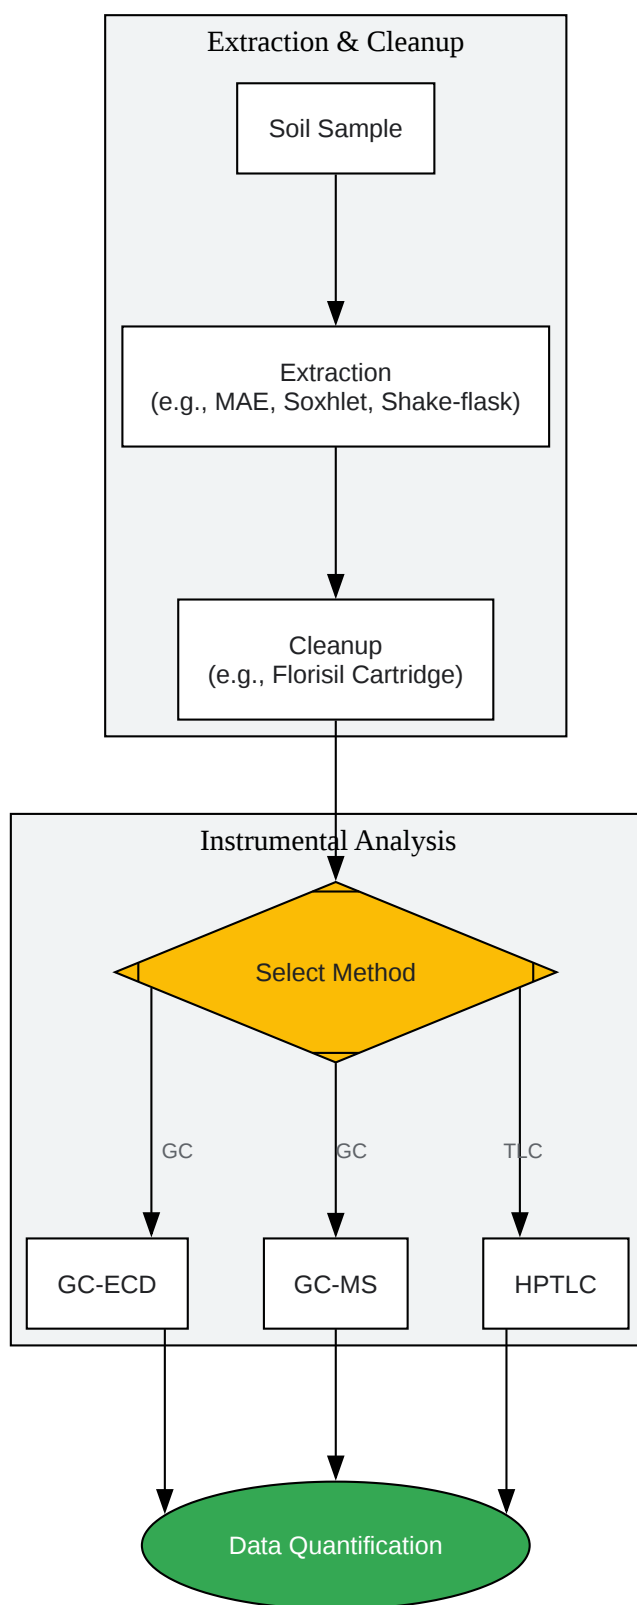 Extraction & Cleanup
Soil Sample
Extraction
(e.g., MAE, Soxhlet, Shake-flask)
Cleanup
(e.g., Florisil Cartridge)
Instrumental Analysis
Select Method
GC
GC
TLC
GC-ECD
GC-MS
HPTLC
Data Quantification